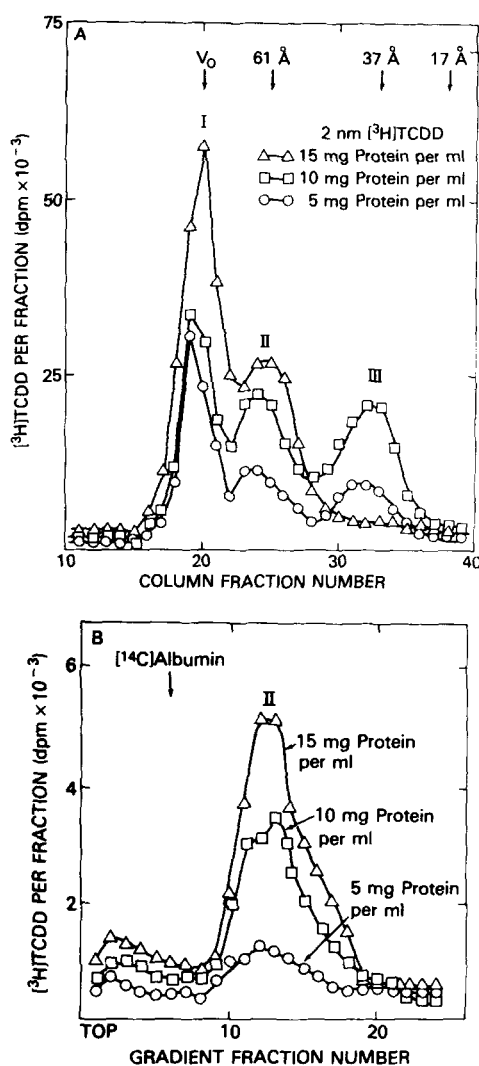 A
V₀
61 Å
37 Å
17 Å
I
II
III
2 nm [³H]TCDD
△—△ 15 mg Protein per ml
□—□ 10 mg Protein per ml
○—○ 5 mg Protein per ml
[³H]TCDD PER FRACTION (dpm × 10⁻³)
75
50
25
10
20
30
40
COLUMN FRACTION NUMBER
B
[¹⁴C]Albumin
II
15 mg Protein
per ml
10 mg Protein
per ml
5 mg Protein
per ml
[³H]TCDD PER FRACTION (dpm × 10⁻³)
6
4
2
TOP
10
20
GRADIENT FRACTION NUMBER